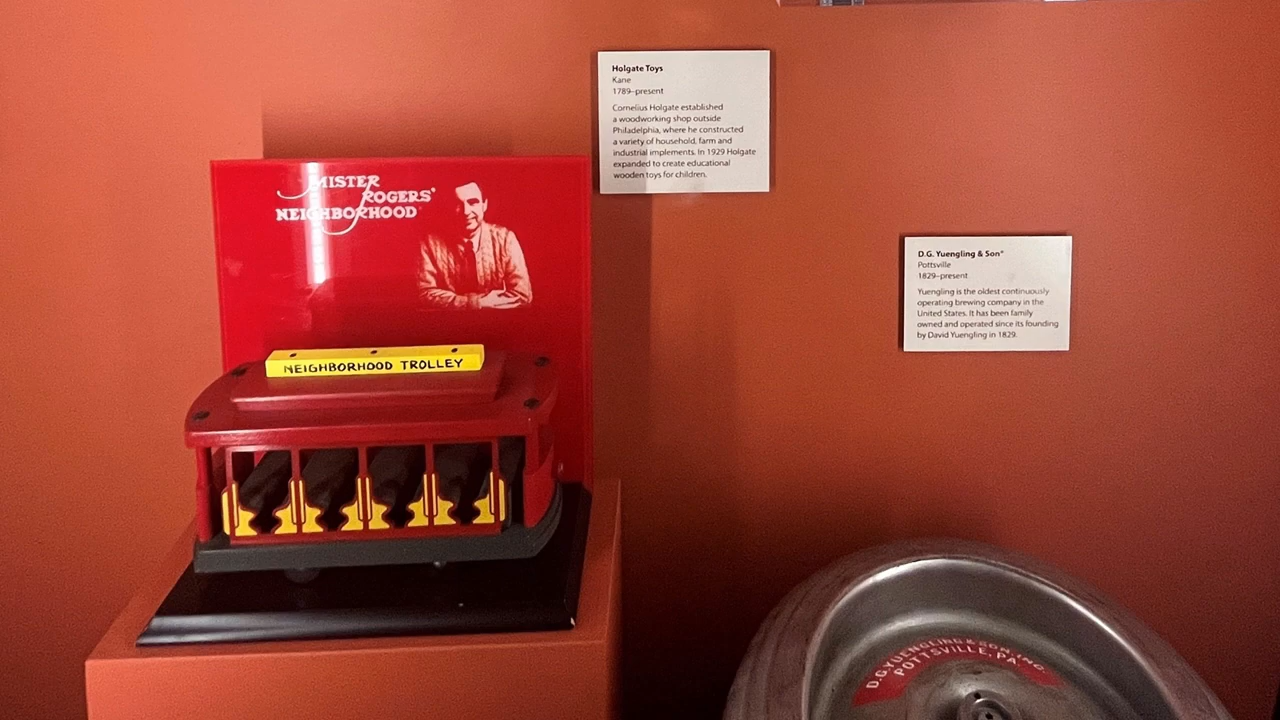 MISTER
ROGERS'
NEIGHBORHOOD
NEIGHBORHOOD TROLLEY
Holgate Toys
Kane
1789–present
Cornelius Holgate established
a woodworking shop outside
Philadelphia, where he constructed
a variety of household, farm and
industrial implements. In 1929 Holgate
expanded to create educational
wooden toys for children.
D.G. Yuengling & Son®
Pottsville
1829–present
Yuengling is the oldest continuously
operating brewing company in the
United States. It has been family
owned and operated since its founding
by David Yuengling in 1829.
D.G. YUENGLING & SON, INC.
POTTSVILLE, PA.